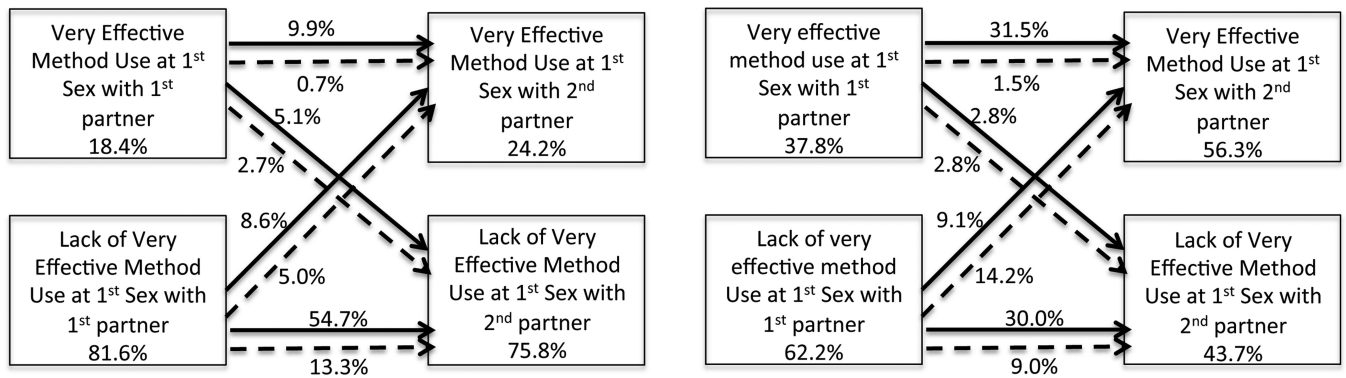 Very Effective
Method Use at 1st
Sex with 1st
partner
18.4%
9.9%
0.7%
5.1%
2.7%
8.6%
5.0%
54.7%
13.3%
Very Effective
Method Use at 1st
Sex with 2nd
partner
24.2%
Lack of Very
Effective Method
Use at 1st Sex with
1st partner
81.6%
Lack of Very
Effective Method
Use at 1st Sex with
2nd partner
75.8%
Very effective
method use at 1st
Sex with 1st
partner
37.8%
31.5%
1.5%
2.8%
2.8%
9.1%
14.2%
30.0%
9.0%
Very Effective
Method Use at 1st
Sex with 2nd
partner
56.3%
Lack of very
effective method
Use at 1st Sex with
1st partner
62.2%
Lack of Very
Effective Method
Use at 1st Sex with
2nd partner
43.7%